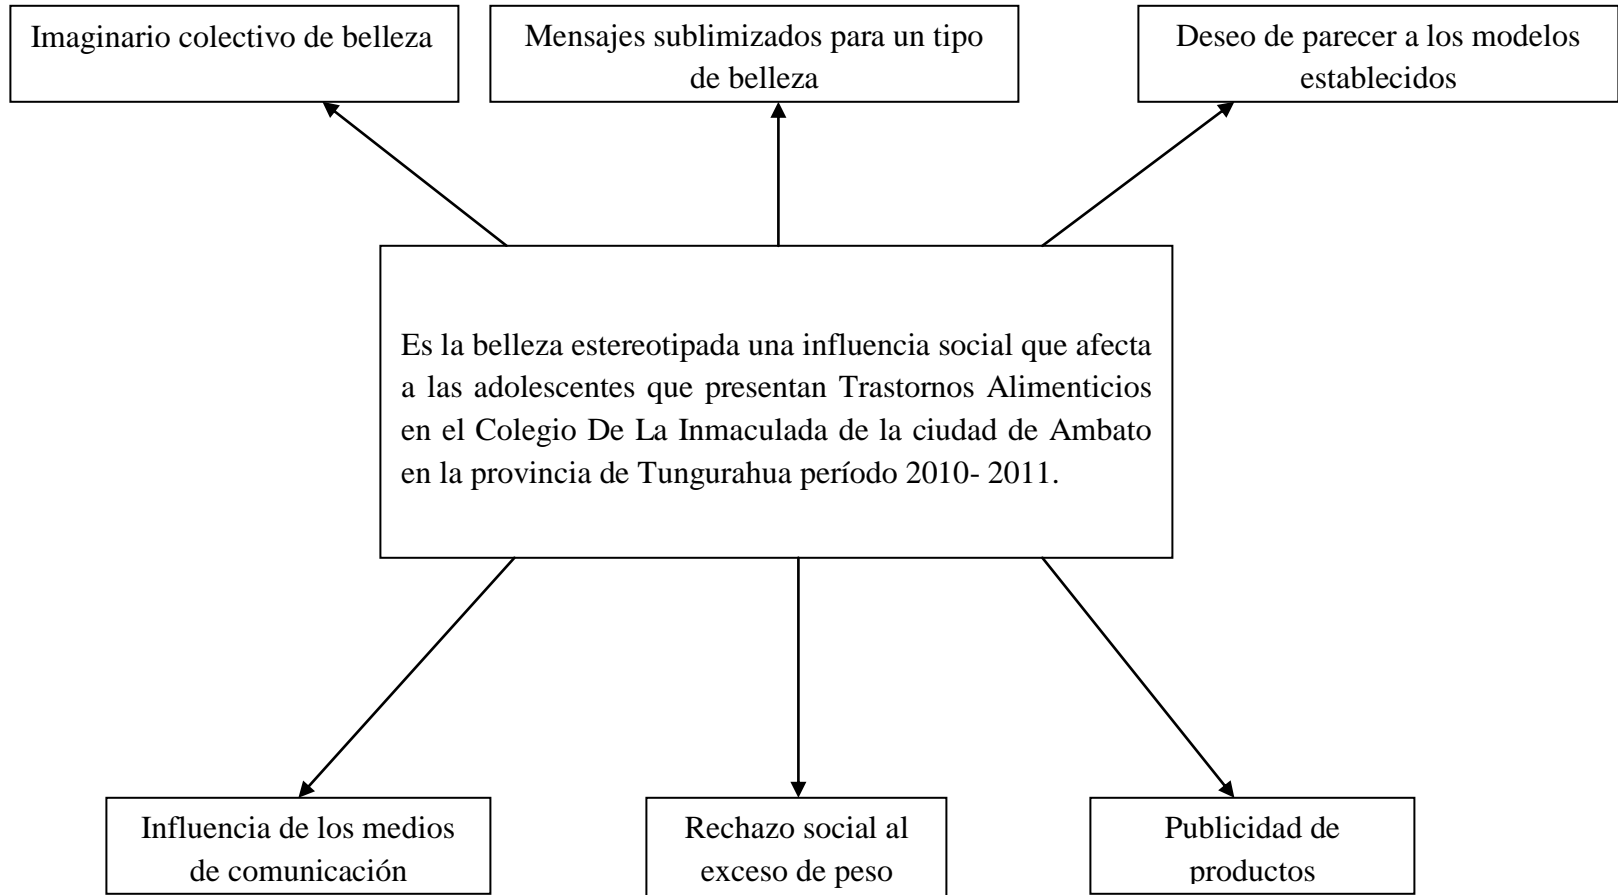 Imaginario colectivo de belleza
Mensajes sublimizados para un tipo
de belleza
Deseo de parecer a los modelos
establecidos
Es la belleza estereotipada una influencia social que afecta
a las adolescentes que presentan Trastornos Alimenticios
en el Colegio De La Inmaculada de la ciudad de Ambato
en la provincia de Tungurahua período 2010- 2011.
Influencia de los medios
de comunicación
Rechazo social al
exceso de peso
Publicidad de
productos